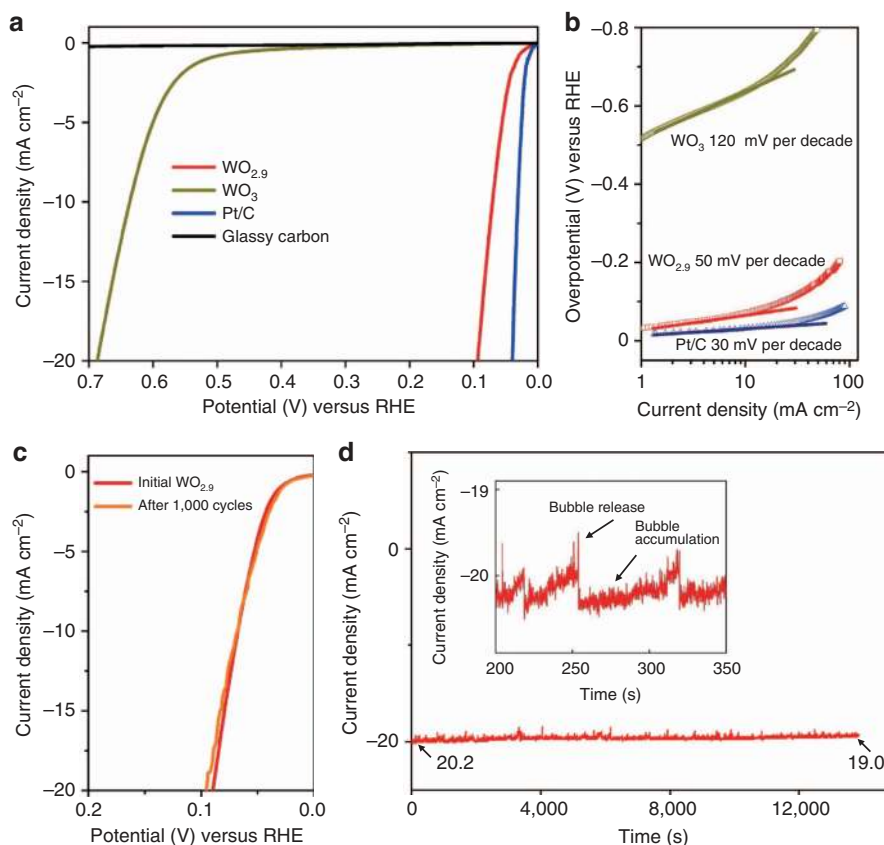 a
0
−5
−10
−15
−20
0.7
0.6
0.5
0.4
0.3
0.2
0.1
0.0
Current density (mA cm−2)
Potential (V) versus RHE
WO2.9
WO3
Pt/C
Glassy carbon
b
−0.8
−0.6
−0.4
−0.2
0
1
10
100
Overpotential (V) versus RHE
Current density (mA cm−2)
WO3 120 mV per decade
WO2.9 50 mV per decade
Pt/C 30 mV per decade
c
0
−5
−10
−15
−20
0.2
0.1
0.0
Current density (mA cm−2)
Potential (V) versus RHE
Initial WO2.9
After 1,000 cycles
d
0
−10
−20
0
4,000
8,000
12,000
Current density (mA cm−2)
Time (s)
20.2
19.0
−19
−20
200
250
300
350
Current density (mA cm−2)
Time (s)
Bubble release
Bubble
accumulation